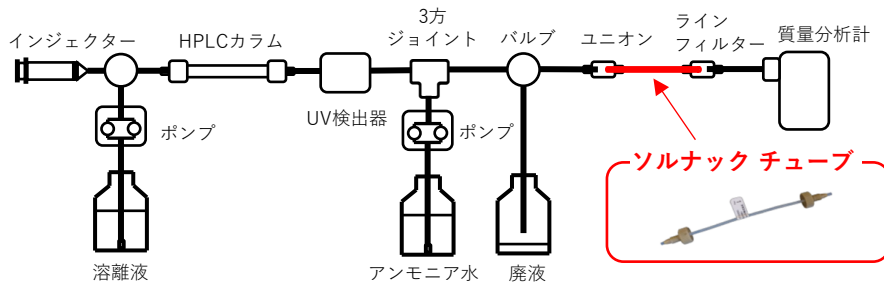 インジェクター
HPLCカラム
3方
ジョイント
バルブ
ユニオン
ライン
フィルター
質量分析計
UV検出器
ポンプ
ポンプ
ソルナック チューブ
溶離液
アンモニア水
廃液